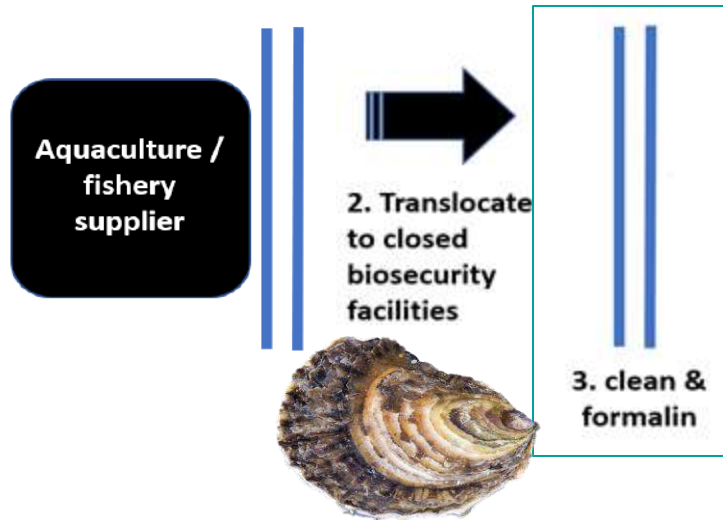 Aquaculture /
fishery
supplier
2. Translocate
to closed
biosecurity
facilities
3. clean &
formalin